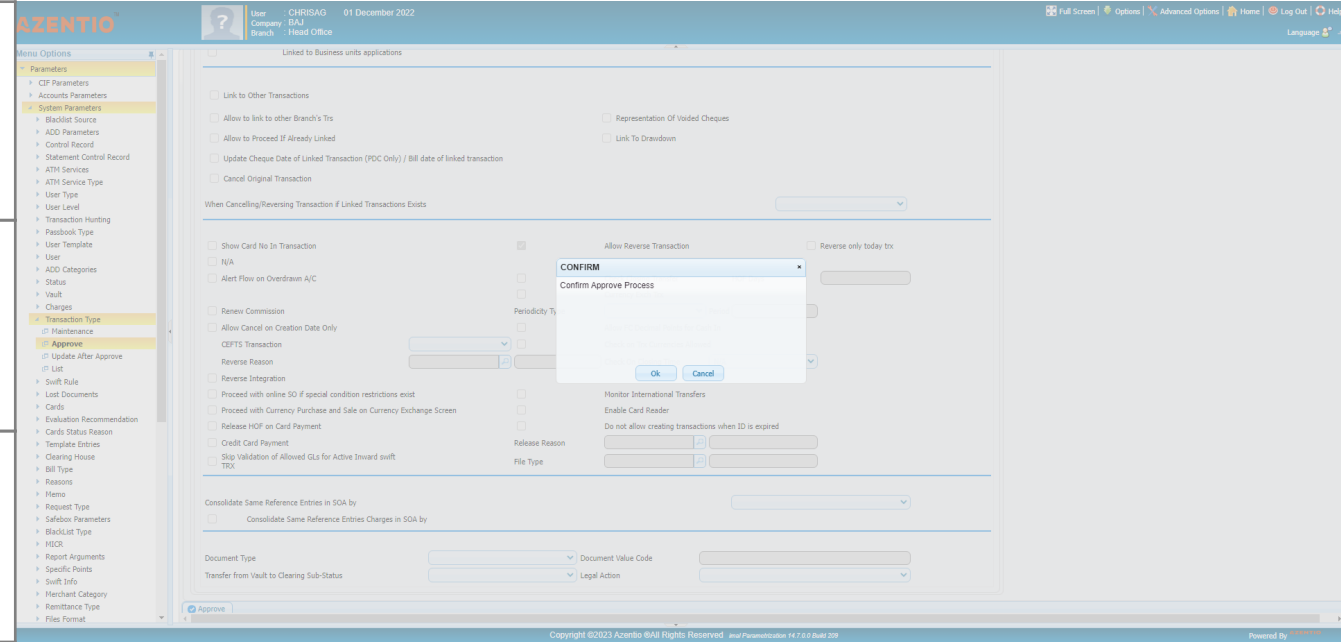 AZENTIO
User : CHRISAG 01 December 2022
Company : BAJ
Branch : Head Office
Full Screen | Options | Advanced Options | Home | Log Out | Help
Language
Menu Options
Parameters
CIF Parameters
Accounts Parameters
System Parameters
Blacklist Source
ADD Parameters
Control Record
Statement Control Record
ATM Services
ATM Service Type
User Type
User Level
Transaction Hunting
Passbook Type
User Template
User
ADD Categories
Status
Vault
Charges
Transaction Type
Maintenance
Approve
Update After Approve
List
Swift Rule
Lost Documents
Cards
Evaluation Recommendation
Cards Status Reason
Template Entries
Clearing House
Bill Type
Reasons
Memo
Request Type
Safebox Parameters
BlackList Type
MICR
Report Arguments
Specific Points
Swift Info
Merchant Category
Remittance Type
Files Format
Linked to Business units applications
Link to Other Transactions
Allow to link to other Branch's Trs
Representation Of Voided Cheques
Allow to Proceed If Already Linked
Link To Drawdown
Update Cheque Date of Linked Transaction (PDC Only) / Bill date of linked transaction
Cancel Original Transaction
When Cancelling/Reversing Transaction if Linked Transactions Exists
Show Card No In Transaction
Allow Reverse Transaction
Reverse only today trx
N/A
Alert Flow on Overdrawn A/C
Renew Commission
Periodicity Ty
Allow Cancel on Creation Date Only
CEFTS Transaction
Reverse Reason
Reverse Integration
CONFIRM
Confirm Approve Process
Ok
Cancel
Proceed with online SO if special condition restrictions exist
Monitor International Transfers
Proceed with Currency Purchase and Sale on Currency Exchange Screen
Enable Card Reader
Release HOF on Card Payment
Do not allow creating transactions when ID is expired
Credit Card Payment
Release Reason
Skip Validation of Allowed GLs for Active Inward swift
TRX
File Type
Consolidate Same Reference Entries in SOA by
Consolidate Same Reference Entries Charges in SOA by
Document Type
Document Value Code
Transfer from Vault to Clearing Sub-Status
Legal Action
Approve
Copyright ©2023 Azentio ®All Rights Reserved imal Parametrization 14.7.0.0 Build 209
Powered By